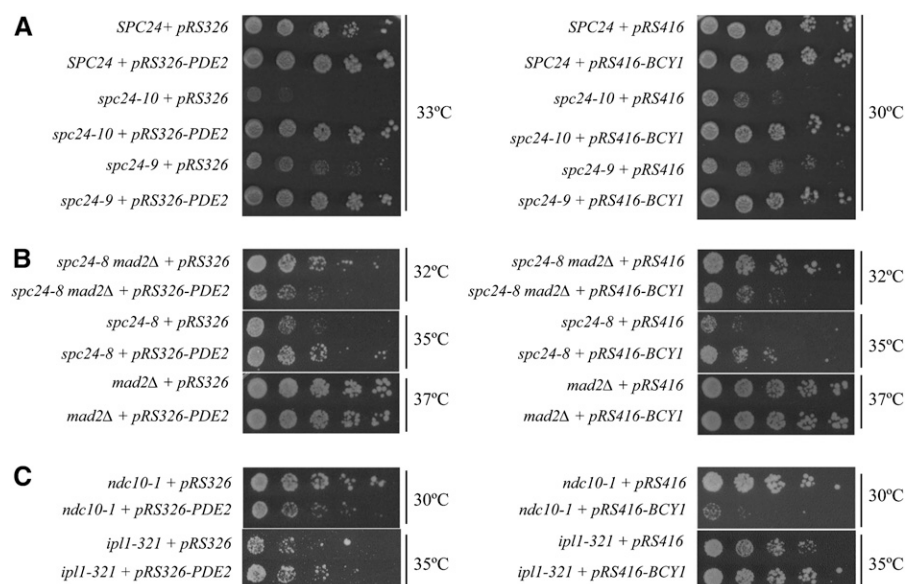 A
SPC24+ pRS326
SPC24 + pRS326-PDE2
spc24-10 + pRS326
spc24-10 + pRS326-PDE2
spc24-9 + pRS326
spc24-9 + pRS326-PDE2
33ºC
SPC24 + pRS416
SPC24 + pRS416-BCY1
spc24-10 + pRS416
spc24-10 + pRS416-BCY1
spc24-9 + pRS416
spc24-9 + pRS416-BCY1
30ºC
B
spc24-8 mad2Δ + pRS326
spc24-8 mad2Δ + pRS326-PDE2
32ºC
spc24-8 + pRS326
spc24-8 + pRS326-PDE2
35ºC
mad2Δ + pRS326
mad2Δ + pRS326-PDE2
37ºC
spc24-8 mad2Δ + pRS416
spc24-8 mad2Δ + pRS416-BCY1
32ºC
spc24-8 + pRS416
spc24-8 + pRS416-BCY1
35ºC
mad2Δ + pRS416
mad2Δ + pRS416-BCY1
37ºC
C
ndc10-1 + pRS326
ndc10-1 + pRS326-PDE2
30ºC
ipl1-321 + pRS326
ipl1-321 + pRS326-PDE2
35ºC
ndc10-1 + pRS416
ndc10-1 + pRS416-BCY1
30ºC
ipl1-321 + pRS416
ipl1-321 + pRS416-BCY1
35ºC